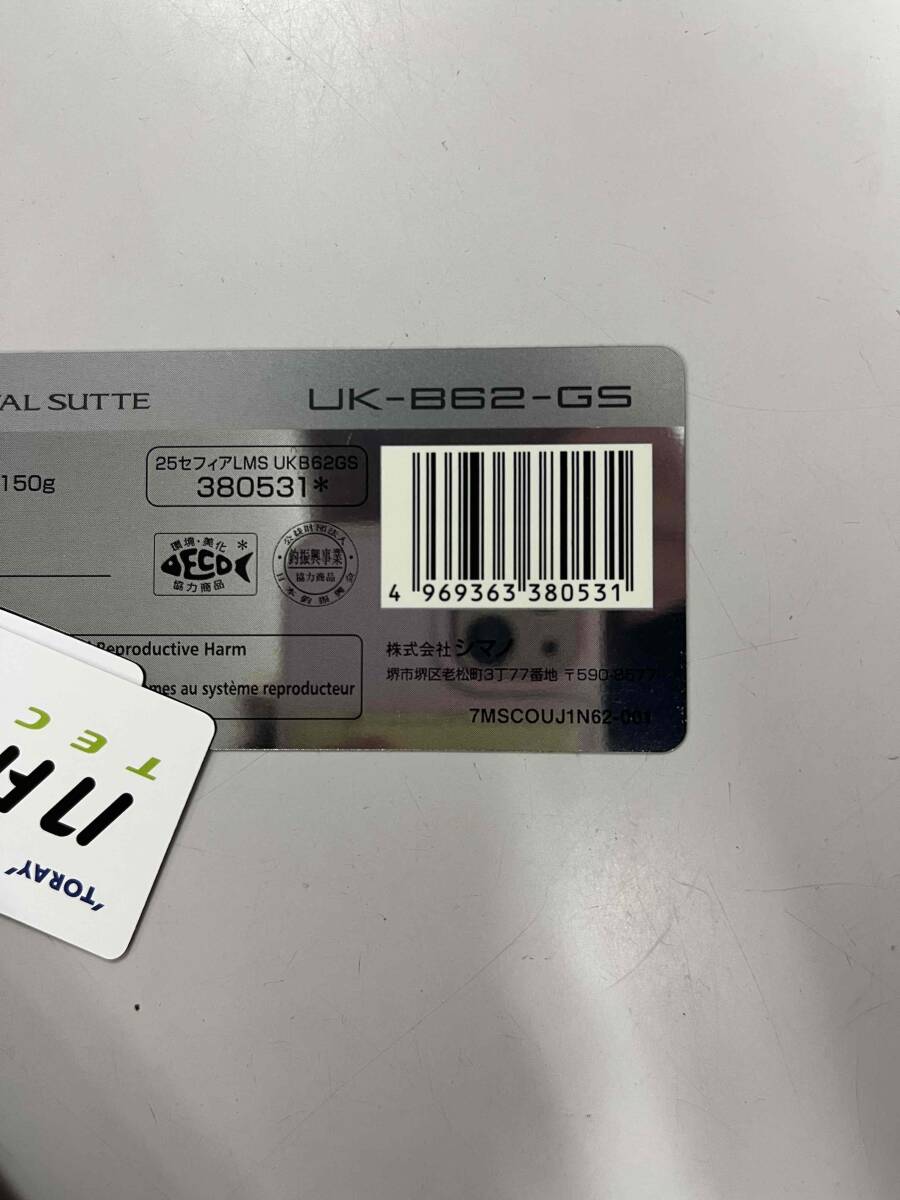 TAL SUTTE
UK-B62-GS
150g
25セフィアLMS UKB62GS
380531*
環境・美化*
ECO
協力商品
公益財団法人
釣振興事業
協力商品
日本釣振興会
4 969363 380531
Reproductive Harm
mes au système reproducteur
株式会社シマノ
堺市堺区老松町3丁77番地 〒590-8577
7MSCOUJ1N62-001
TEC
"TORAY"